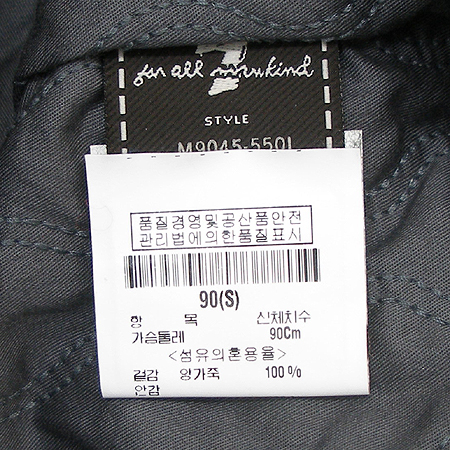 7
for all mankind
STYLE
M9045-550L
품질경영및공산품안전
관리법에의한품질표시
90(S)
항 목 신체치수
가슴둘레 90Cm
<섬유의혼용율>
겉감 양가죽 100%
안감